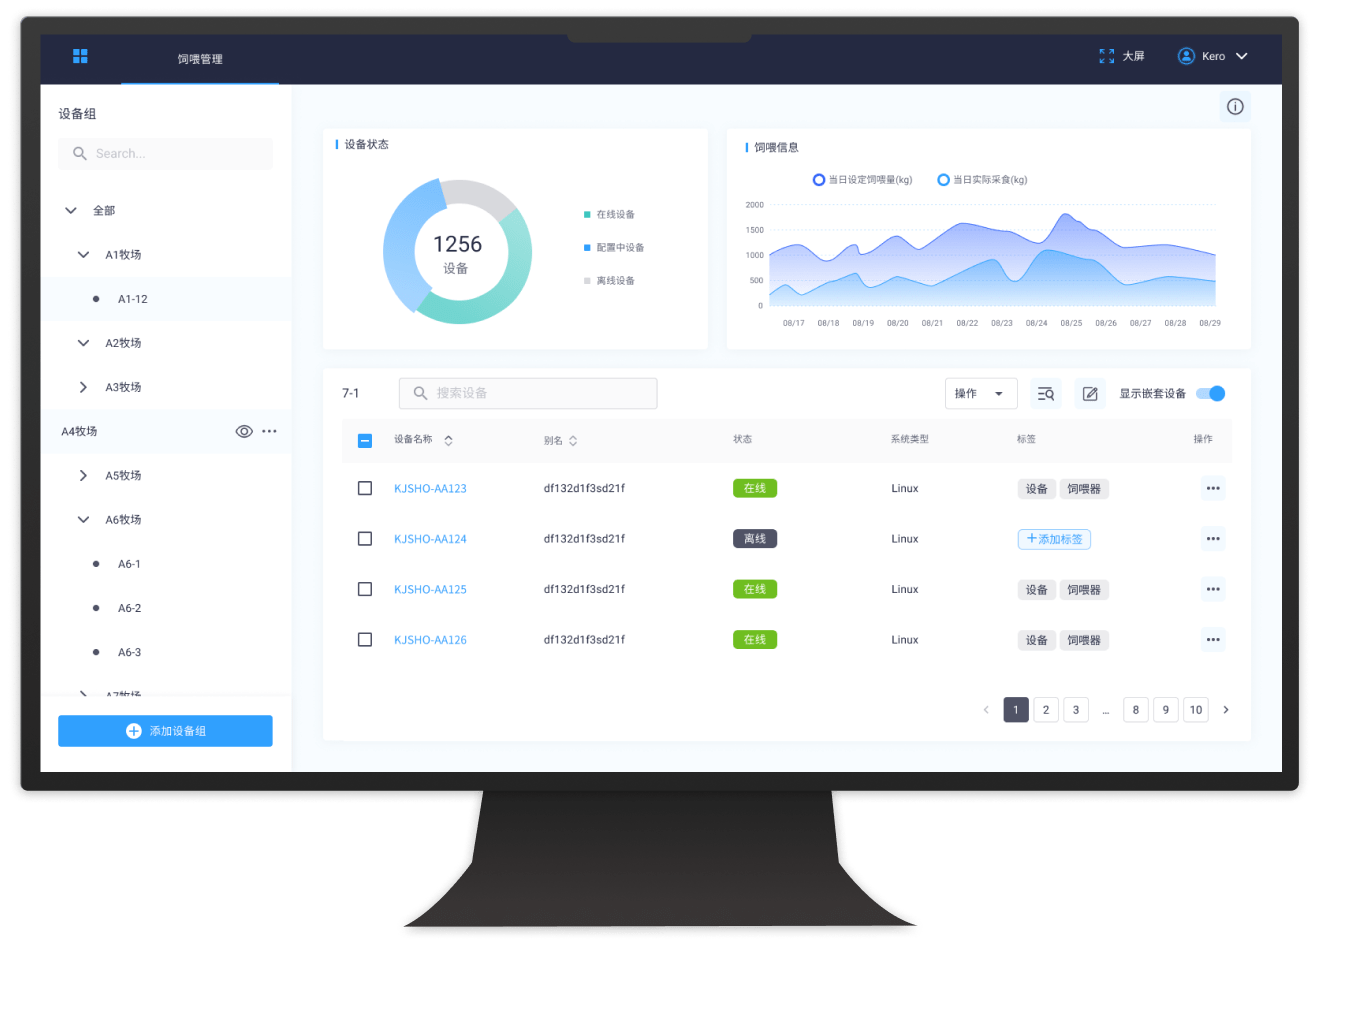 饲喂管理
大屏
Kero
设备组
Search...
全部
A1牧场
A1-12
A2牧场
A3牧场
A4牧场
A5牧场
A6牧场
A6-1
A6-2
A6-3
A7牧场
添加设备组
设备状态
1256
设备
在线设备
配置中设备
离线设备
饲喂信息
当日设定饲喂量(kg) 当日实际采食(kg)
2000
1500
1000
500
0
08/17 08/18 08/19 08/20 08/21 08/22 08/23 08/24 08/25 08/26 08/27 08/28 08/29
7-1 搜索设备 操作 显示嵌套设备
设备名称 别名 状态 系统类型 标签 操作
KJSHO-AA123 df132d1f3sd21f 在线 Linux 设备 饲喂器
KJSHO-AA124 df132d1f3sd21f 离线 Linux +添加标签
KJSHO-AA125 df132d1f3sd21f 在线 Linux 设备 饲喂器
KJSHO-AA126 df132d1f3sd21f 在线 Linux 设备 饲喂器
1 2 3 ... 8 9 10